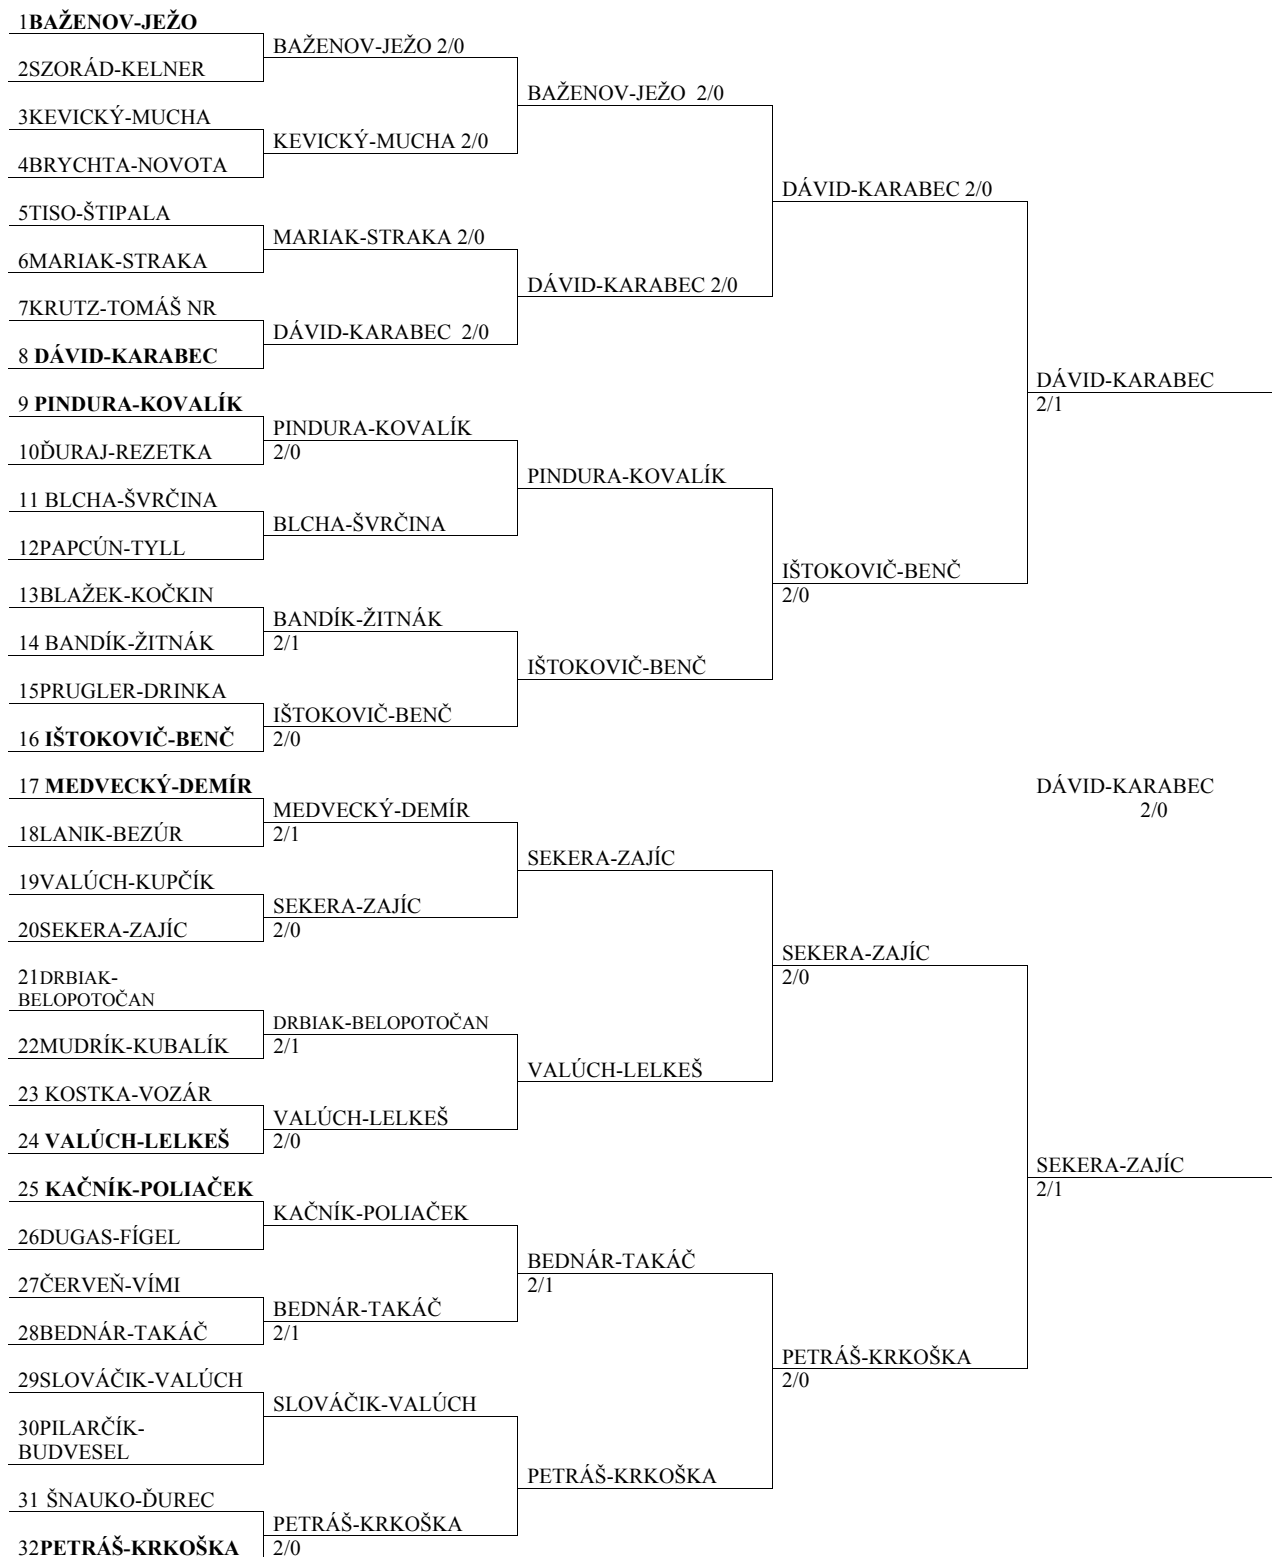 1BAŽENOV-JEŽO
2SZORÁD-KELNER
3KEVICKÝ-MUCHA
4BRYCHTA-NOVOTA
5TISO-ŠTIPALA
6MARIAK-STRAKA
7KRUTZ-TOMÁŠ NR
8 DÁVID-KARABEC
9 PINDURA-KOVALÍK
10ĎURAJ-REZETKA
11 BLCHA-ŠVRČINA
12PAPCÚN-TYLL
13BLAŽEK-KOČKIN
14 BANDÍK-ŽITNÁK
15PRUGLER-DRINKA
16 IŠTOKOVIČ-BENČ
17 MEDVECKÝ-DEMÍR
18LANIK-BEZÚR
19VALÚCH-KUPČÍK
20SEKERA-ZAJÍC
21DRBIAK-
BELOPOTOČAN
22MUDRÍK-KUBALÍK
23 KOSTKA-VOZÁR
24 VALÚCH-LELKEŠ
25 KAČNÍK-POLIAČEK
26DUGAS-FÍGEL
27ČERVEŇ-VÍMI
28BEDNÁR-TAKÁČ
29SLOVÁČIK-VALÚCH
30PILARČÍK-
BUDVESEL
31 ŠNAUKO-ĎUREC
32PETRÁŠ-KRKOŠKA
BAŽENOV-JEŽO 2/0
KEVICKÝ-MUCHA 2/0
MARIAK-STRAKA 2/0
DÁVID-KARABEC 2/0
PINDURA-KOVALÍK
2/0
BLCHA-ŠVRČINA
BANDÍK-ŽITNÁK
2/1
IŠTOKOVIČ-BENČ
2/0
MEDVECKÝ-DEMÍR
2/1
SEKERA-ZAJÍC
2/0
DRBIAK-BELOPOTOČAN
2/1
VALÚCH-LELKEŠ
2/0
KAČNÍK-POLIAČEK
BEDNÁR-TAKÁČ
2/1
SLOVÁČIK-VALÚCH
PETRÁŠ-KRKOŠKA
2/0
BAŽENOV-JEŽO 2/0
DÁVID-KARABEC 2/0
PINDURA-KOVALÍK
IŠTOKOVIČ-BENČ
SEKERA-ZAJÍC
VALÚCH-LELKEŠ
BEDNÁR-TAKÁČ
2/1
PETRÁŠ-KRKOŠKA
DÁVID-KARABEC 2/0
IŠTOKOVIČ-BENČ
2/0
SEKERA-ZAJÍC
2/0
PETRÁŠ-KRKOŠKA
2/0
DÁVID-KARABEC
2/1
DÁVID-KARABEC
2/0
SEKERA-ZAJÍC
2/1